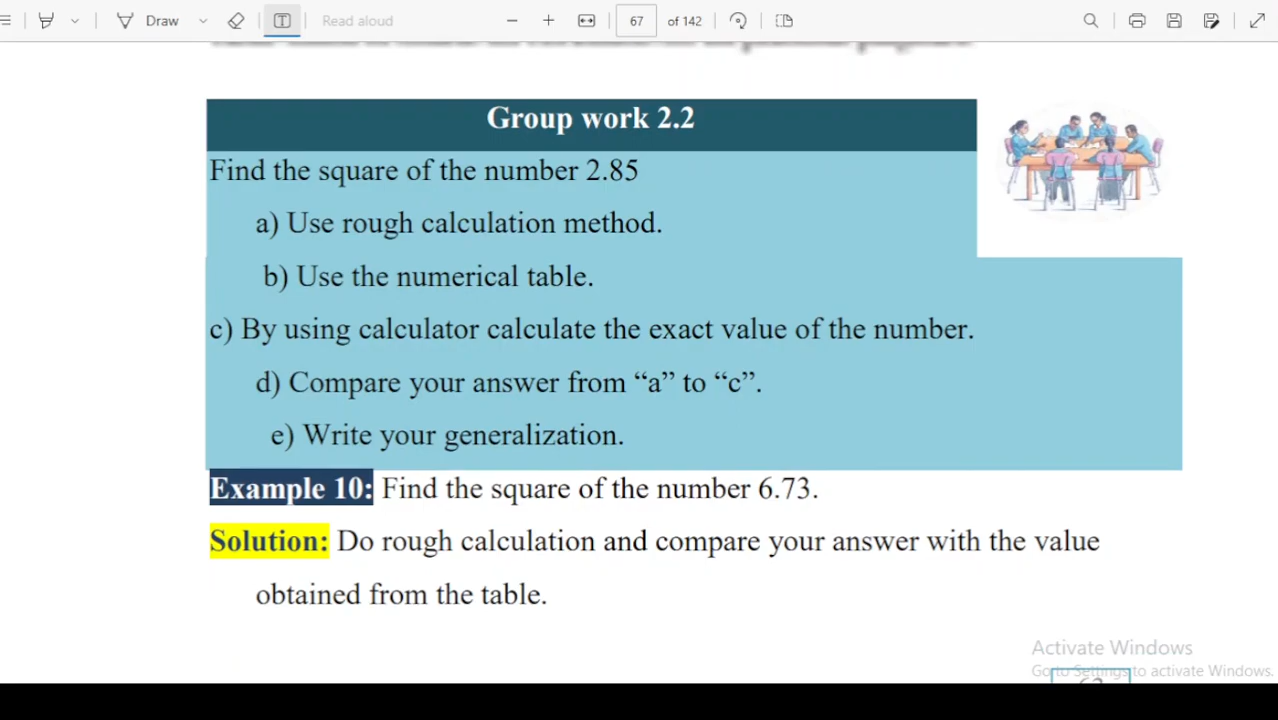 Draw
Read aloud
67
of 142
Group work 2.2
Find the square of the number 2.85
a) Use rough calculation method.
b) Use the numerical table.
c) By using calculator calculate the exact value of the number.
d) Compare your answer from “a” to “c”.
e) Write your generalization.
Example 10: Find the square of the number 6.73.
Solution: Do rough calculation and compare your answer with the value
obtained from the table.
Activate Windows
Go to Settings to activate Windows.